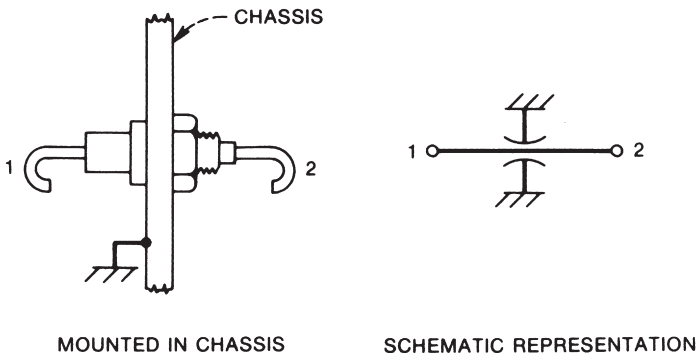 CHASSIS
1
2
1
2
MOUNTED IN CHASSIS
SCHEMATIC REPRESENTATION